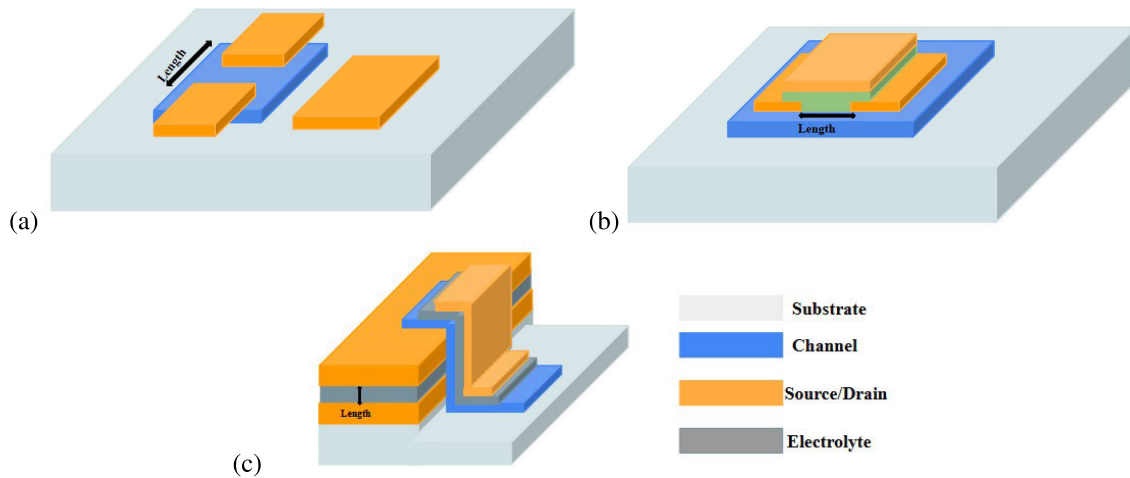 Length
(a)
Length
(b)
Length
(c)
Substrate
Channel
Source/Drain
Electrolyte